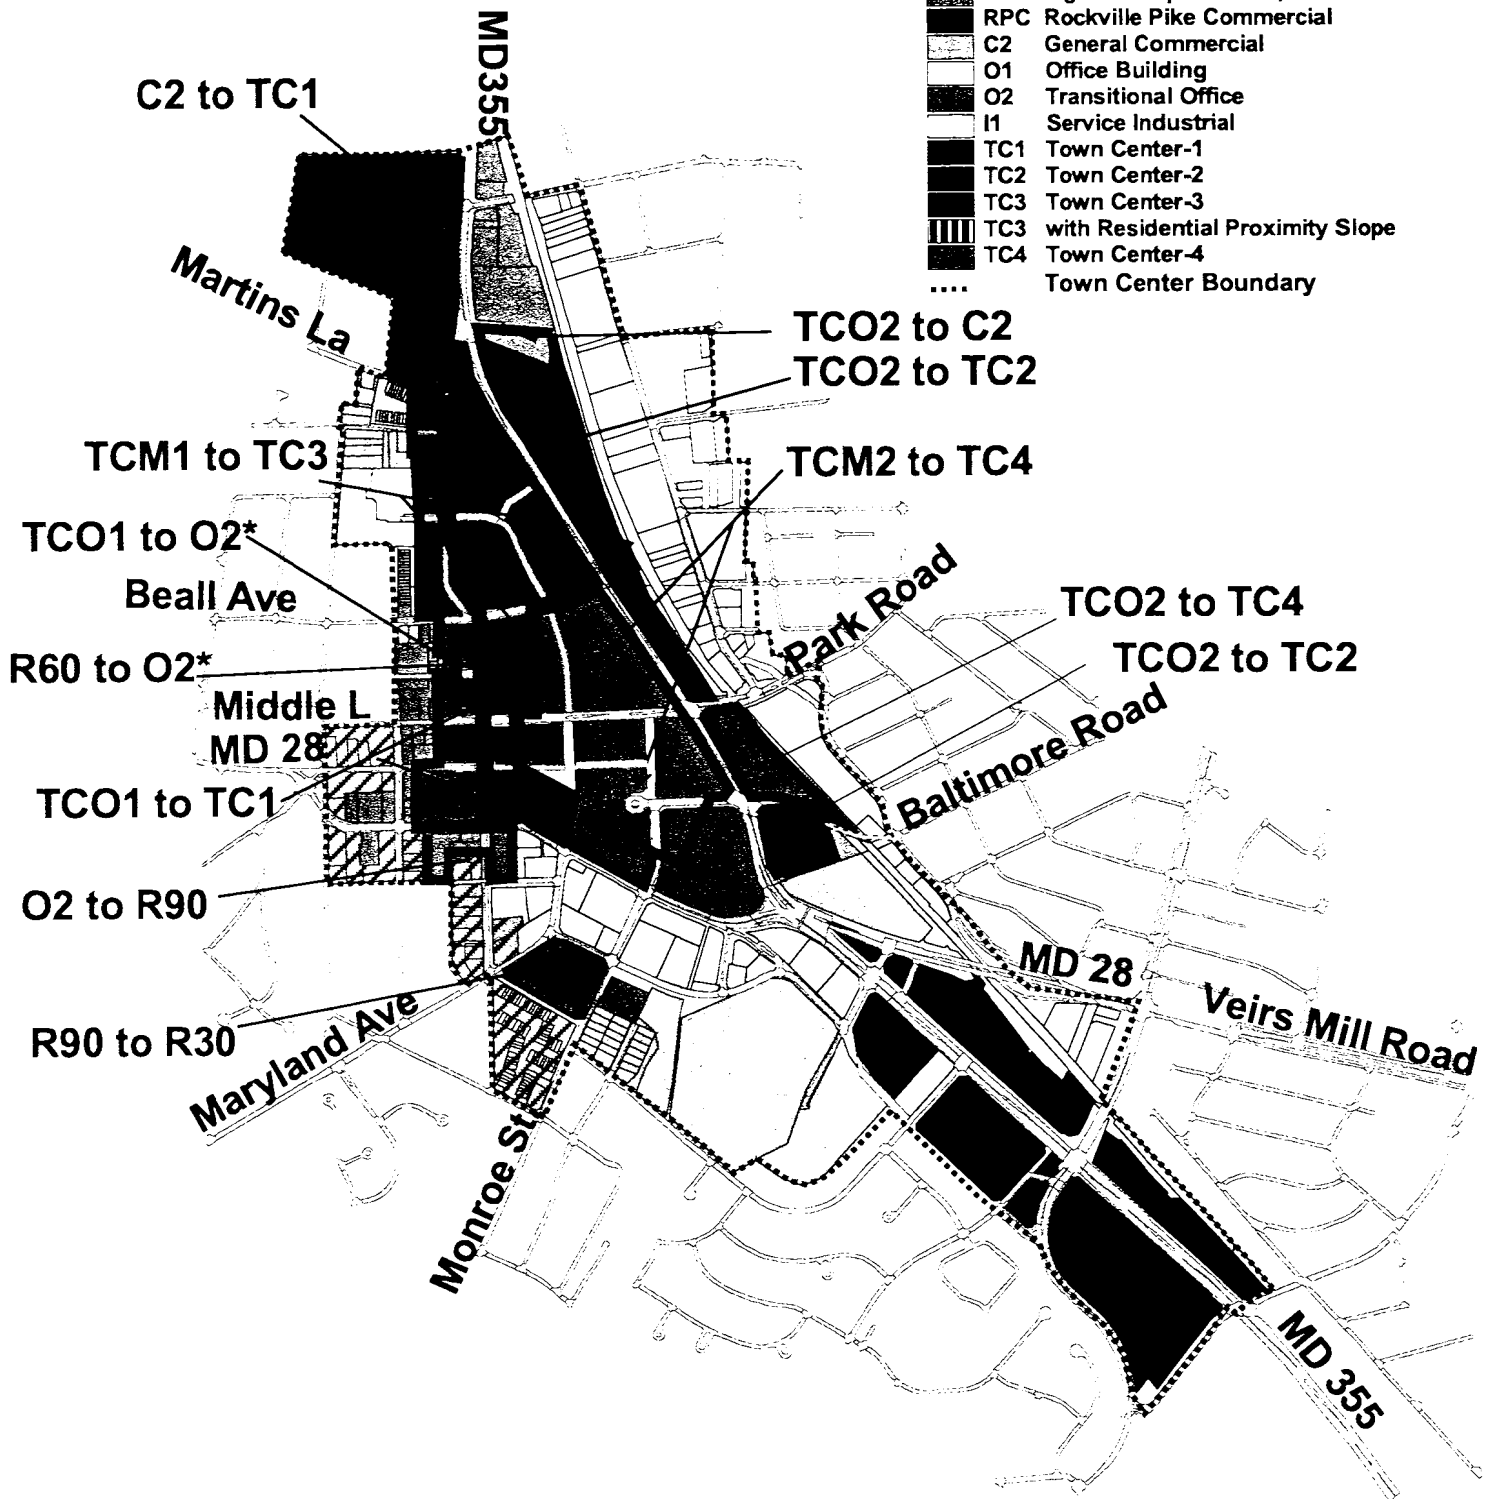 RPC Rockville Pike Commercial
C2 General Commercial
O1 Office Building
O2 Transitional Office
I1 Service Industrial
TC1 Town Center-1
TC2 Town Center-2
TC3 Town Center-3
TC3 with Residential Proximity Slope
TC4 Town Center-4
Town Center Boundary
MD355
C2 to TC1
Martins La
TCO2 to C2
TCO2 to TC2
TCM1 to TC3
TCM2 to TC4
TCO1 to O2*
Beall Ave
Park Road
TCO2 to TC4
R60 to O2*
TCO2 to TC2
Middle L
MD 28
Baltimore Road
TCO1 to TC1
O2 to R90
MD 28
Veirs Mill Road
R90 to R30
Maryland Ave
Monroe St
MD 355